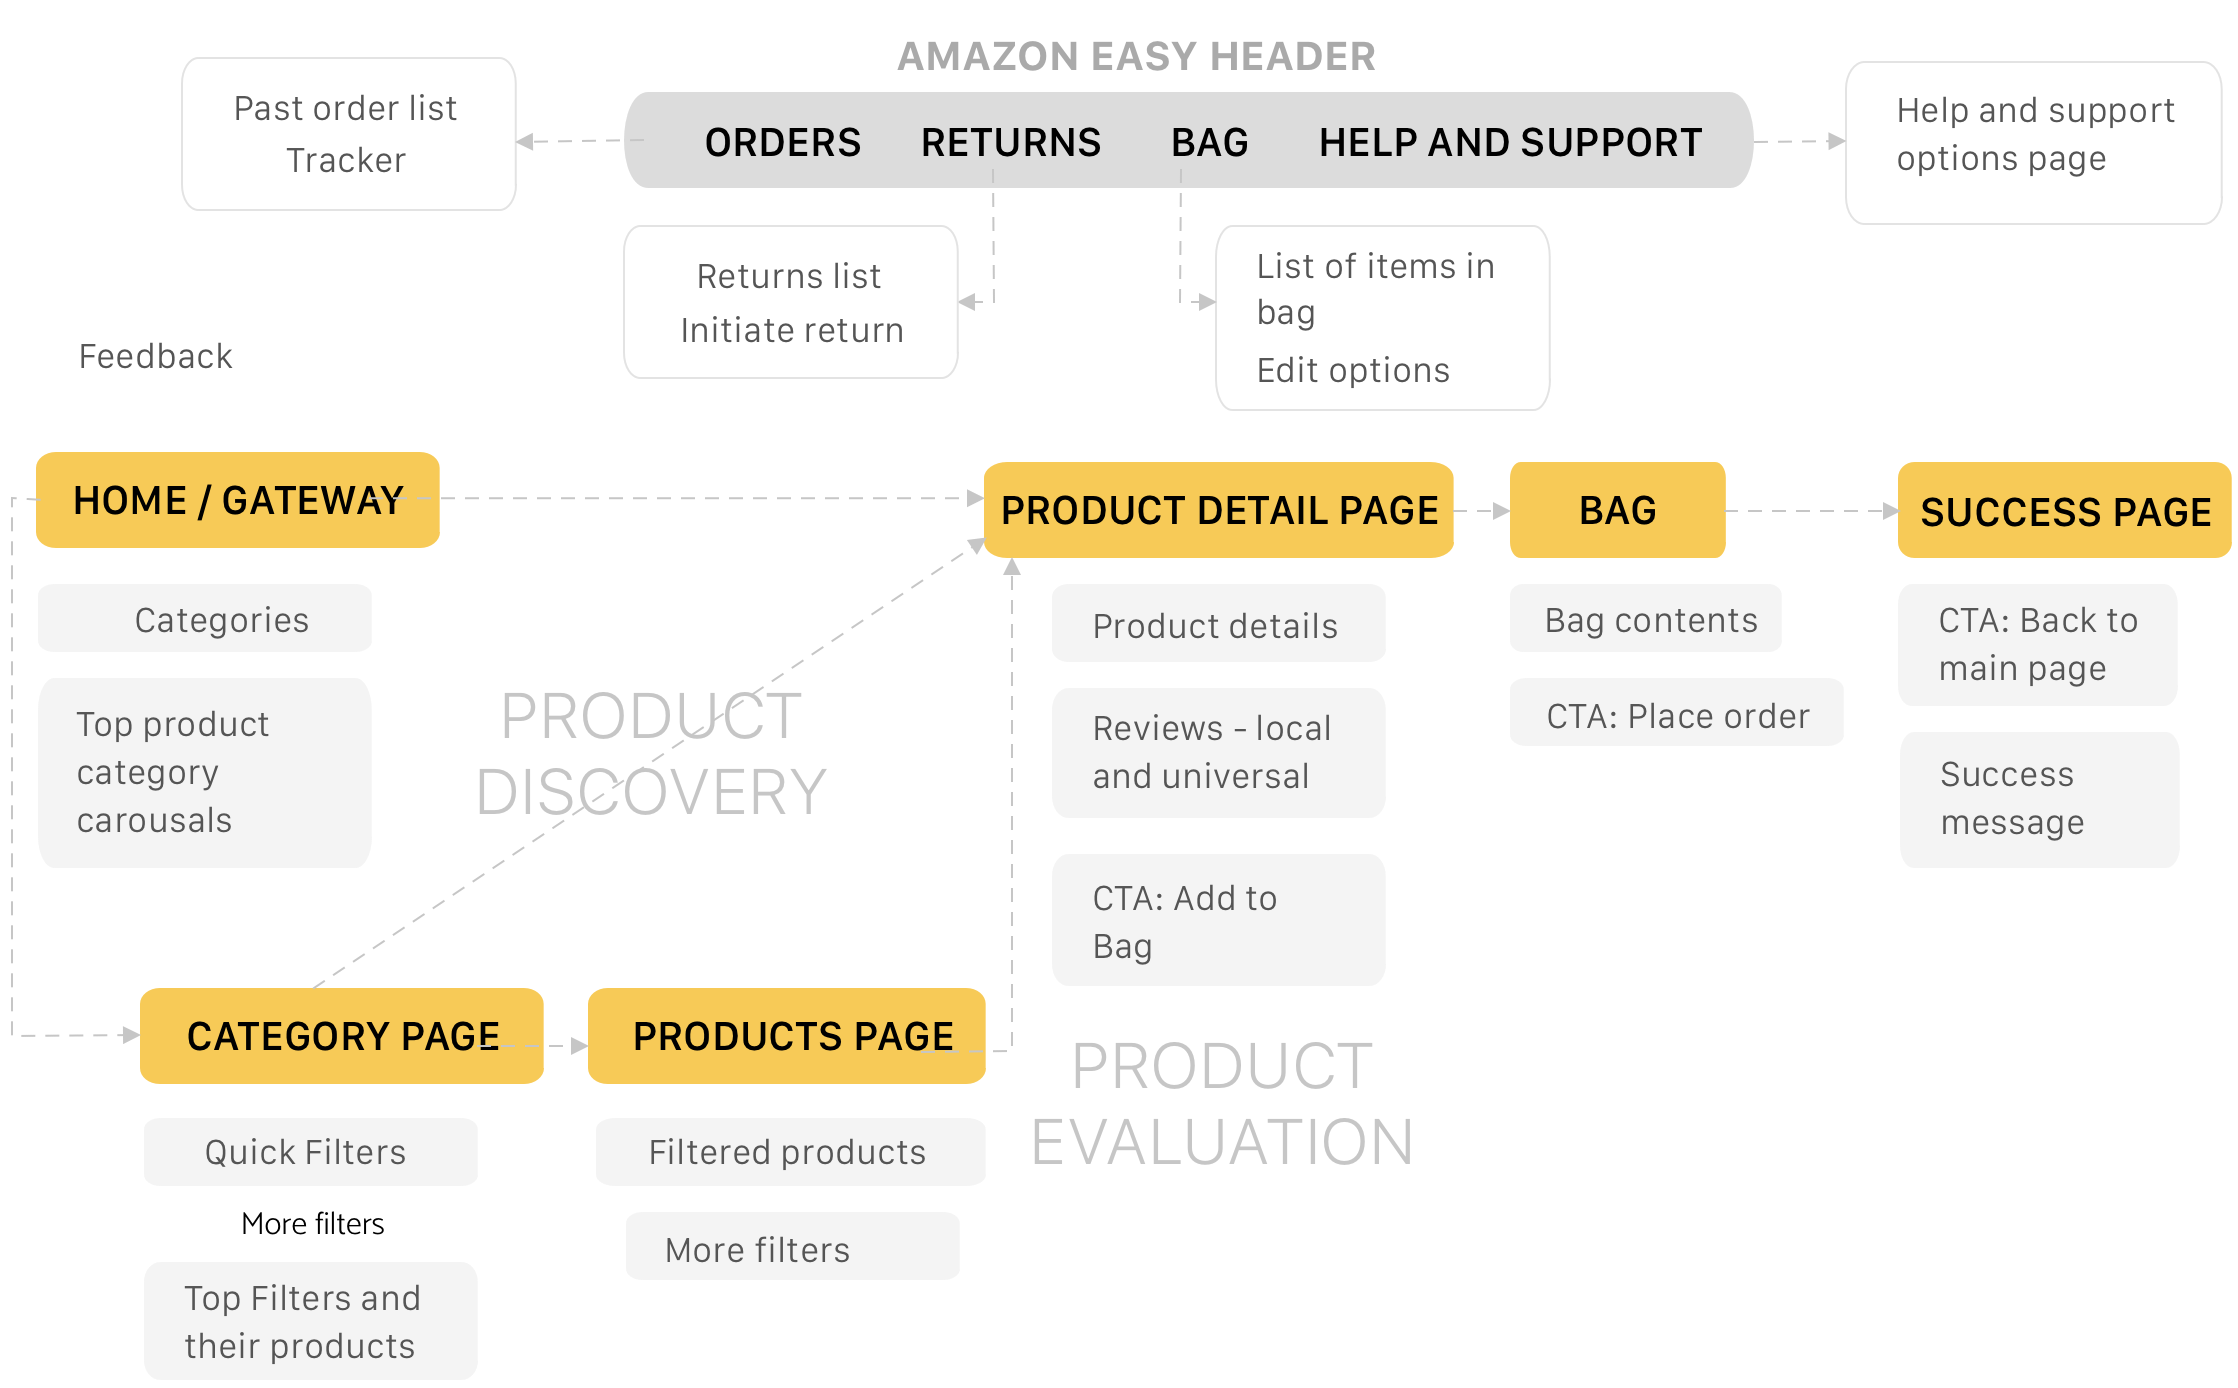 AMAZON EASY HEADER
Past order list
Tracker
ORDERS RETURNS BAG HELP AND SUPPORT
Help and support
options page
Returns list
Initiate return
List of items in
bag
Edit options
Feedback
HOME / GATEWAY
Categories
Top product
category
carousals
PRODUCT
DISCOVERY
PRODUCT DETAIL PAGE
Product details
Reviews - local
and universal
CTA: Add to
Bag
BAG
Bag contents
CTA: Place order
SUCCESS PAGE
CTA: Back to
main page
Success
message
CATEGORY PAGE
Quick Filters
More filters
Top Filters and
their products
PRODUCTS PAGE
Filtered products
More filters
PRODUCT
EVALUATION